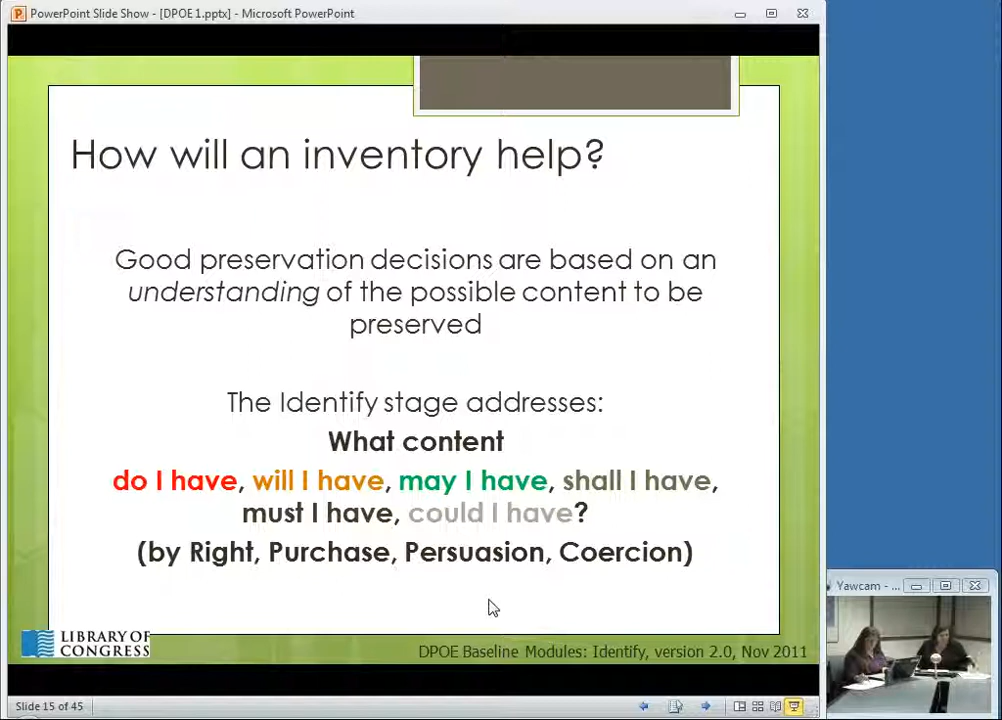 PowerPoint Slide Show - [DPOE 1.pptx] - Microsoft PowerPoint
How will an inventory help?
Good preservation decisions are based on an
understanding of the possible content to be
preserved
The Identify stage addresses:
What content
do I have, will I have, may I have, shall I have,
must I have, could I have?
(by Right, Purchase, Persuasion, Coercion)
LIBRARY OF
CONGRESS
DPOE Baseline Modules: Identify, version 2.0, Nov 2011
Slide 15 of 45
Yawcam - ...